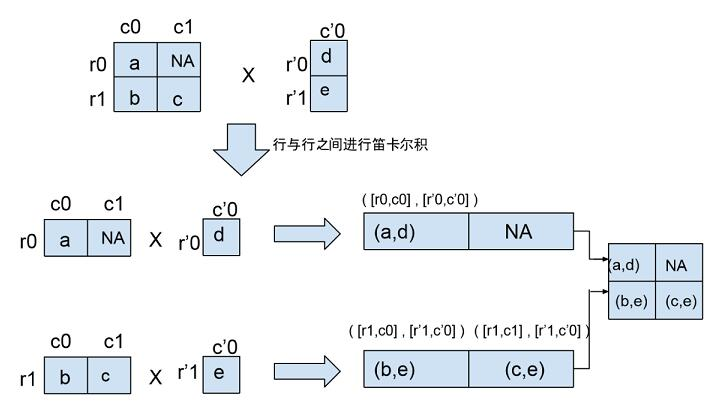 c0 c1 c'0
r0 a NA X r'0 d
r1 b c r'1 e
行与行之间进行笛卡尔积
c0 c1 c'0 ( [r0,c0] , [r'0,c'0] )
r0 a NA X r'0 d (a,d) NA
(a,d) NA
(b,e) (c,e)
c0 c1 c'0 ( [r1,c0] , [r'1,c'0] ) ( [r1,c1] , [r'1,c'0] )
r1 b c X r'1 e (b,e) (c,e)